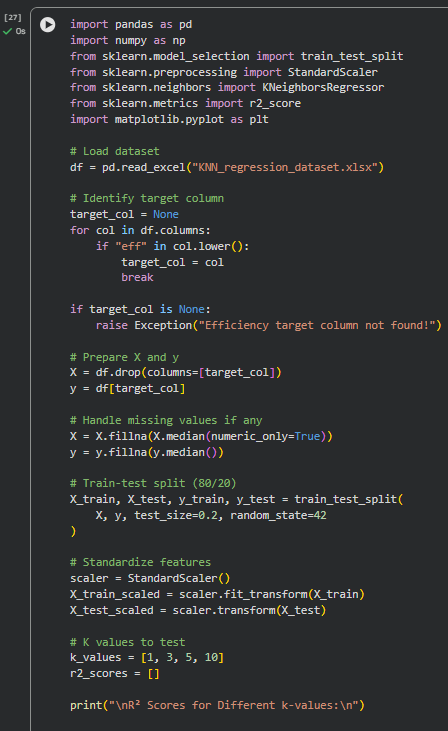 [27]
0s
import pandas as pd
import numpy as np
from sklearn.model_selection import train_test_split
from sklearn.preprocessing import StandardScaler
from sklearn.neighbors import KNeighborsRegressor
from sklearn.metrics import r2_score
import matplotlib.pyplot as plt

# Load dataset
df = pd.read_excel("KNN_regression_dataset.xlsx")

# Identify target column
target_col = None
for col in df.columns:
    if "eff" in col.lower():
        target_col = col
        break

if target_col is None:
    raise Exception("Efficiency target column not found!")

# Prepare X and y
X = df.drop(columns=[target_col])
y = df[target_col]

# Handle missing values if any
X = X.fillna(X.median(numeric_only=True))
y = y.fillna(y.median())

# Train-test split (80/20)
X_train, X_test, y_train, y_test = train_test_split(
    X, y, test_size=0.2, random_state=42
)

# Standardize features
scaler = StandardScaler()
X_train_scaled = scaler.fit_transform(X_train)
X_test_scaled = scaler.transform(X_test)

# K values to test
k_values = [1, 3, 5, 10]
r2_scores = []

print("\nR² Scores for Different k-values:\n")